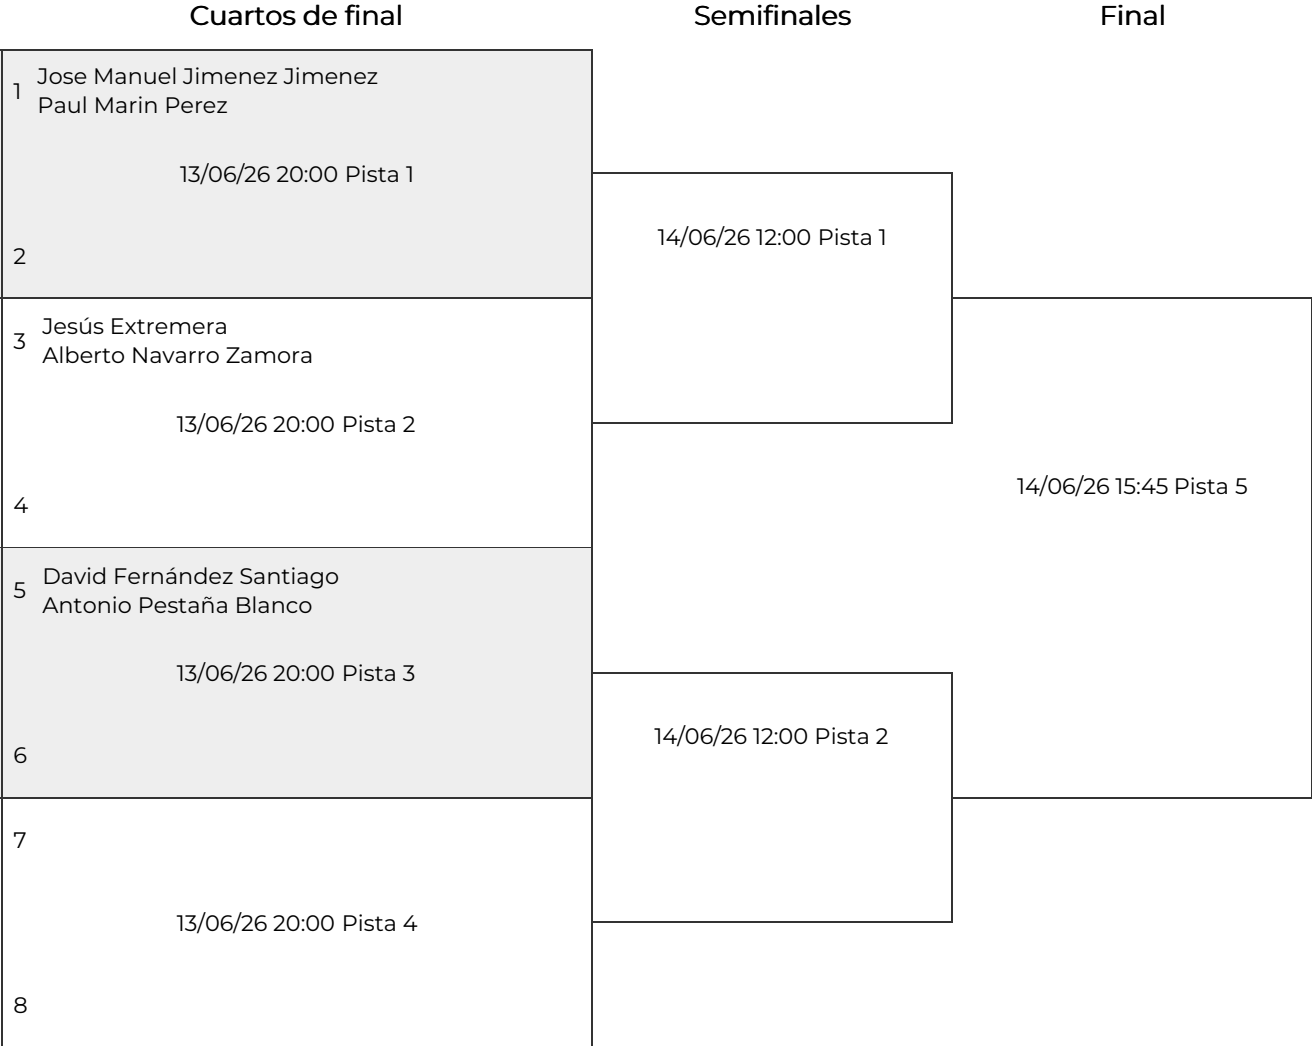 Cuartos de final
Semifinales
Final
1
Jose Manuel Jimenez Jimenez
Paul Marin Perez
13/06/26 20:00 Pista 1
2
3
Jesús Extremera
Alberto Navarro Zamora
13/06/26 20:00 Pista 2
4
5
David Fernández Santiago
Antonio Pestaña Blanco
13/06/26 20:00 Pista 3
6
7
13/06/26 20:00 Pista 4
8
14/06/26 12:00 Pista 1
14/06/26 12:00 Pista 2
14/06/26 15:45 Pista 5